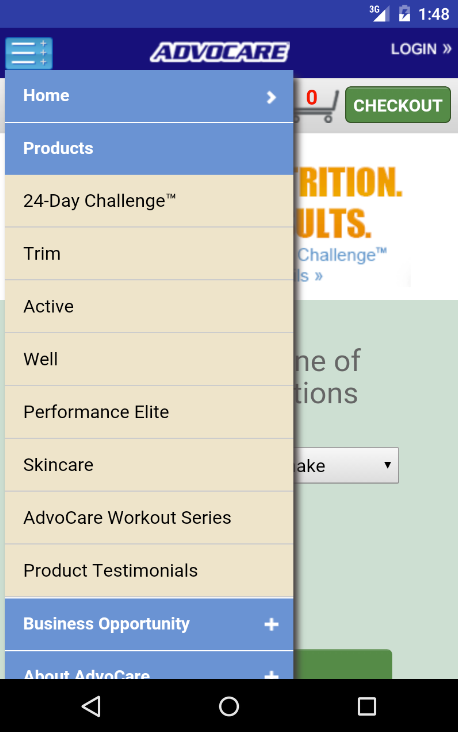 3G 1:48
ADVOCARE LOGIN »
Home
0 CHECKOUT
Products
24-Day Challenge™
Trim
Active
Well
Performance Elite
Skincare
AdvoCare Workout Series
Product Testimonials
Business Opportunity +
About AdvoCare +
RITION.
ULTS.
Challenge™
ls »
ne of
tions
ake